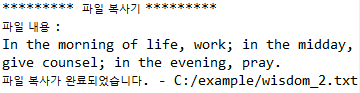 ********* 파일 복사기 *********
파일 내용 :
In the morning of life, work; in the midday,
give counsel; in the evening, pray.
파일 복사가 완료되었습니다. - C:/example/wisdom_2.txt